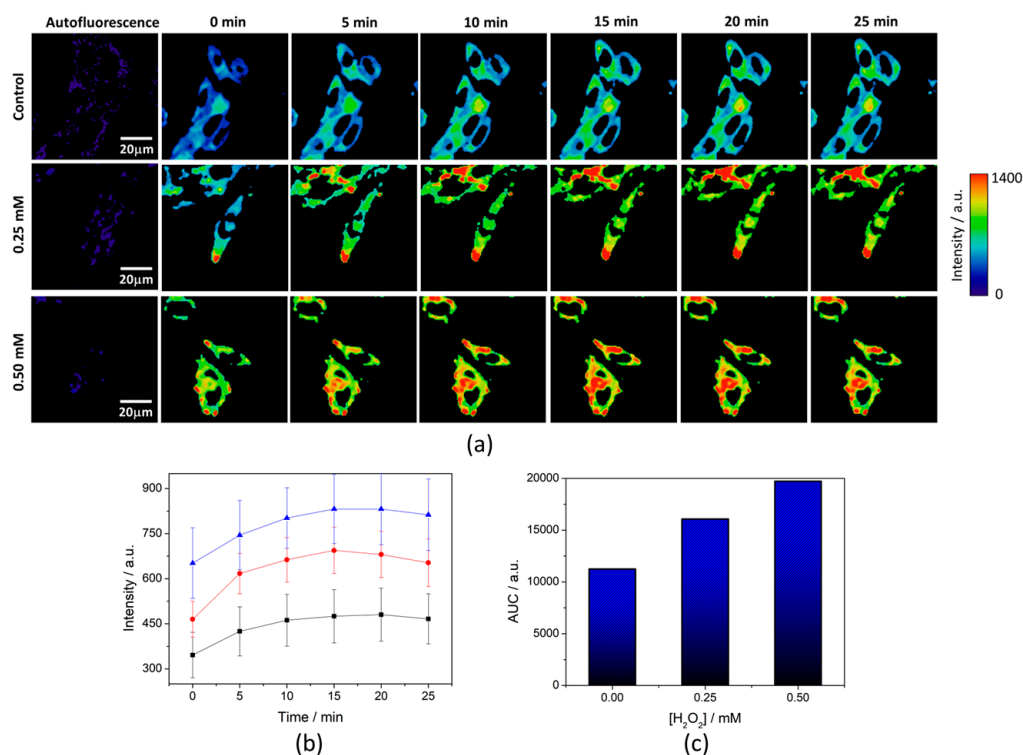 Autofluorescence 0 min 5 min 10 min 15 min 20 min 25 min
Control
20μm
0.25 mM
20μm
0.50 mM
20μm
1400
Intensity / a.u.
0
(a)
900
750
600
450
300
Intensity / a.u.
0 5 10 15 20 25
Time / min
(b)
20000
15000
10000
5000
0
AUC / a.u.
0.00 0.25 0.50
[H₂O₂] / mM
(c)